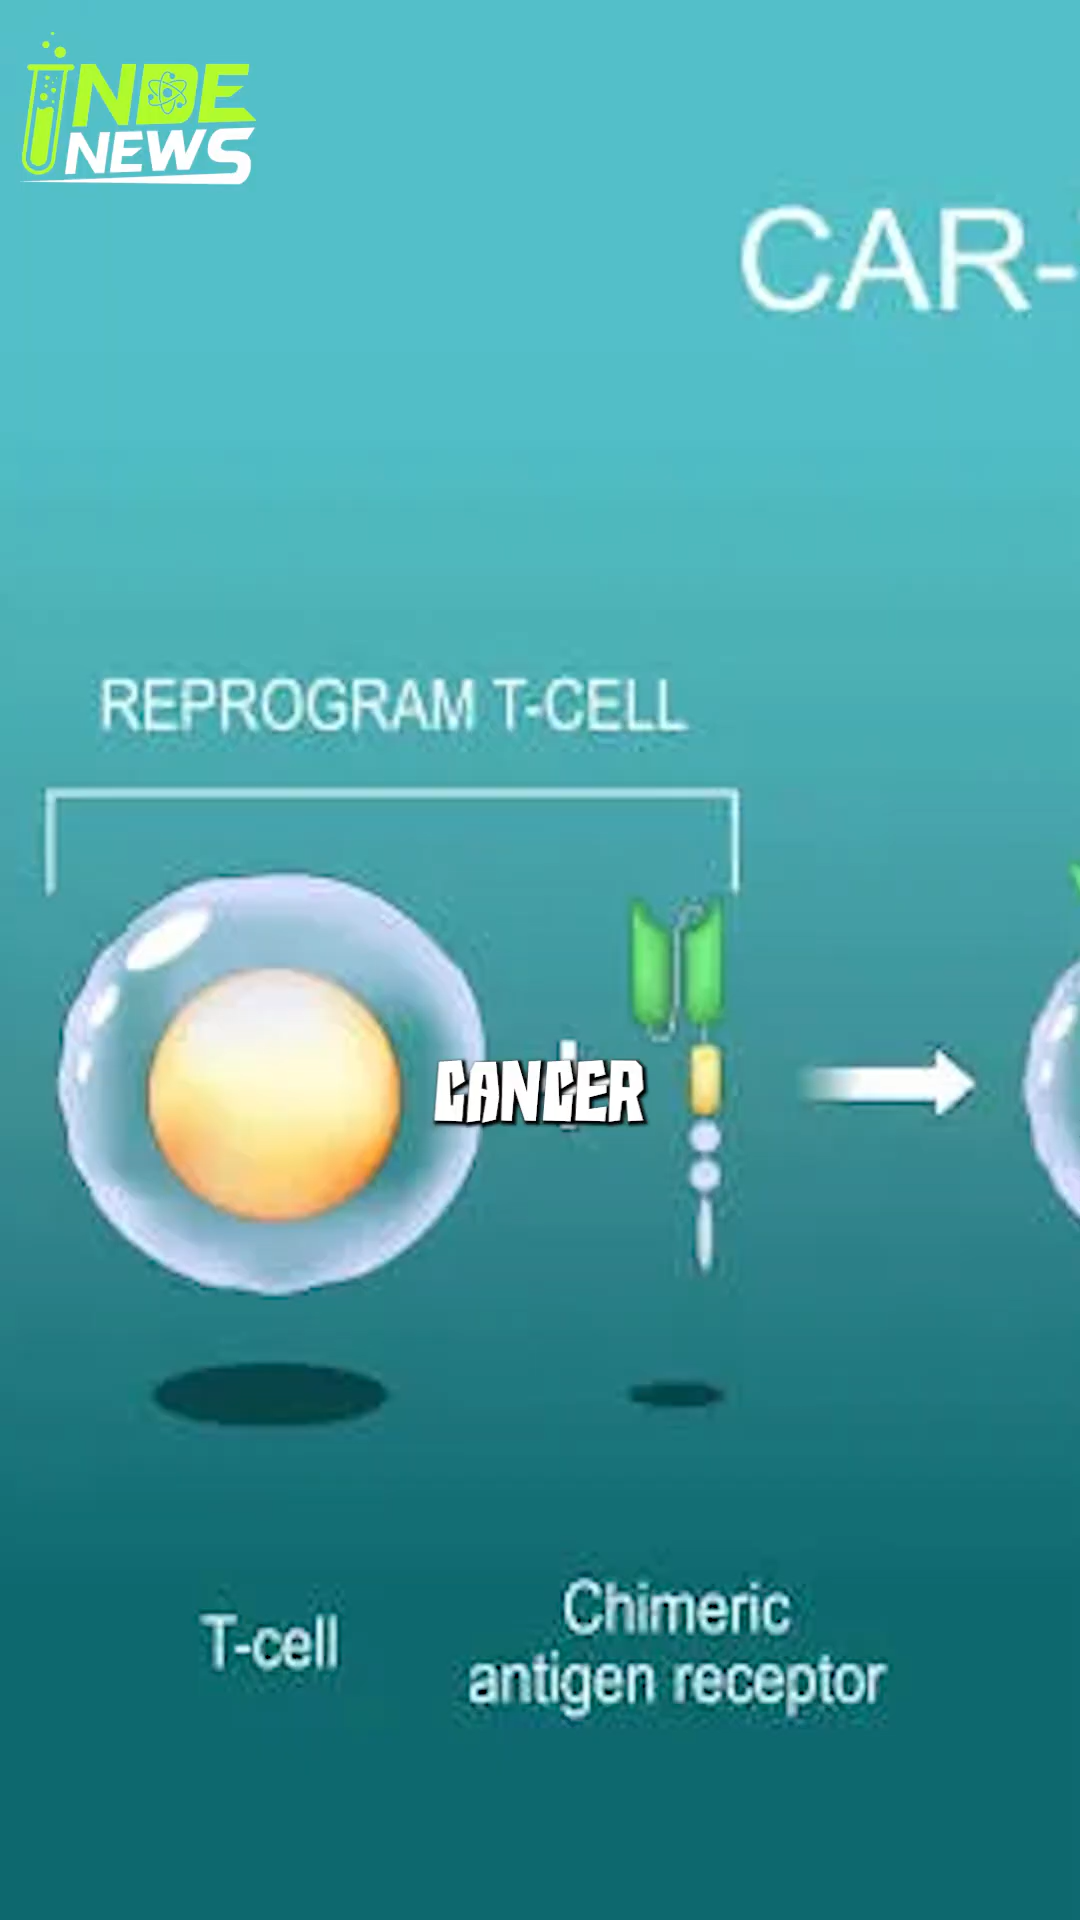 INDE
NEWS
CAR-
REPROGRAM T-CELL
CANCER
T-cell
Chimeric
antigen receptor